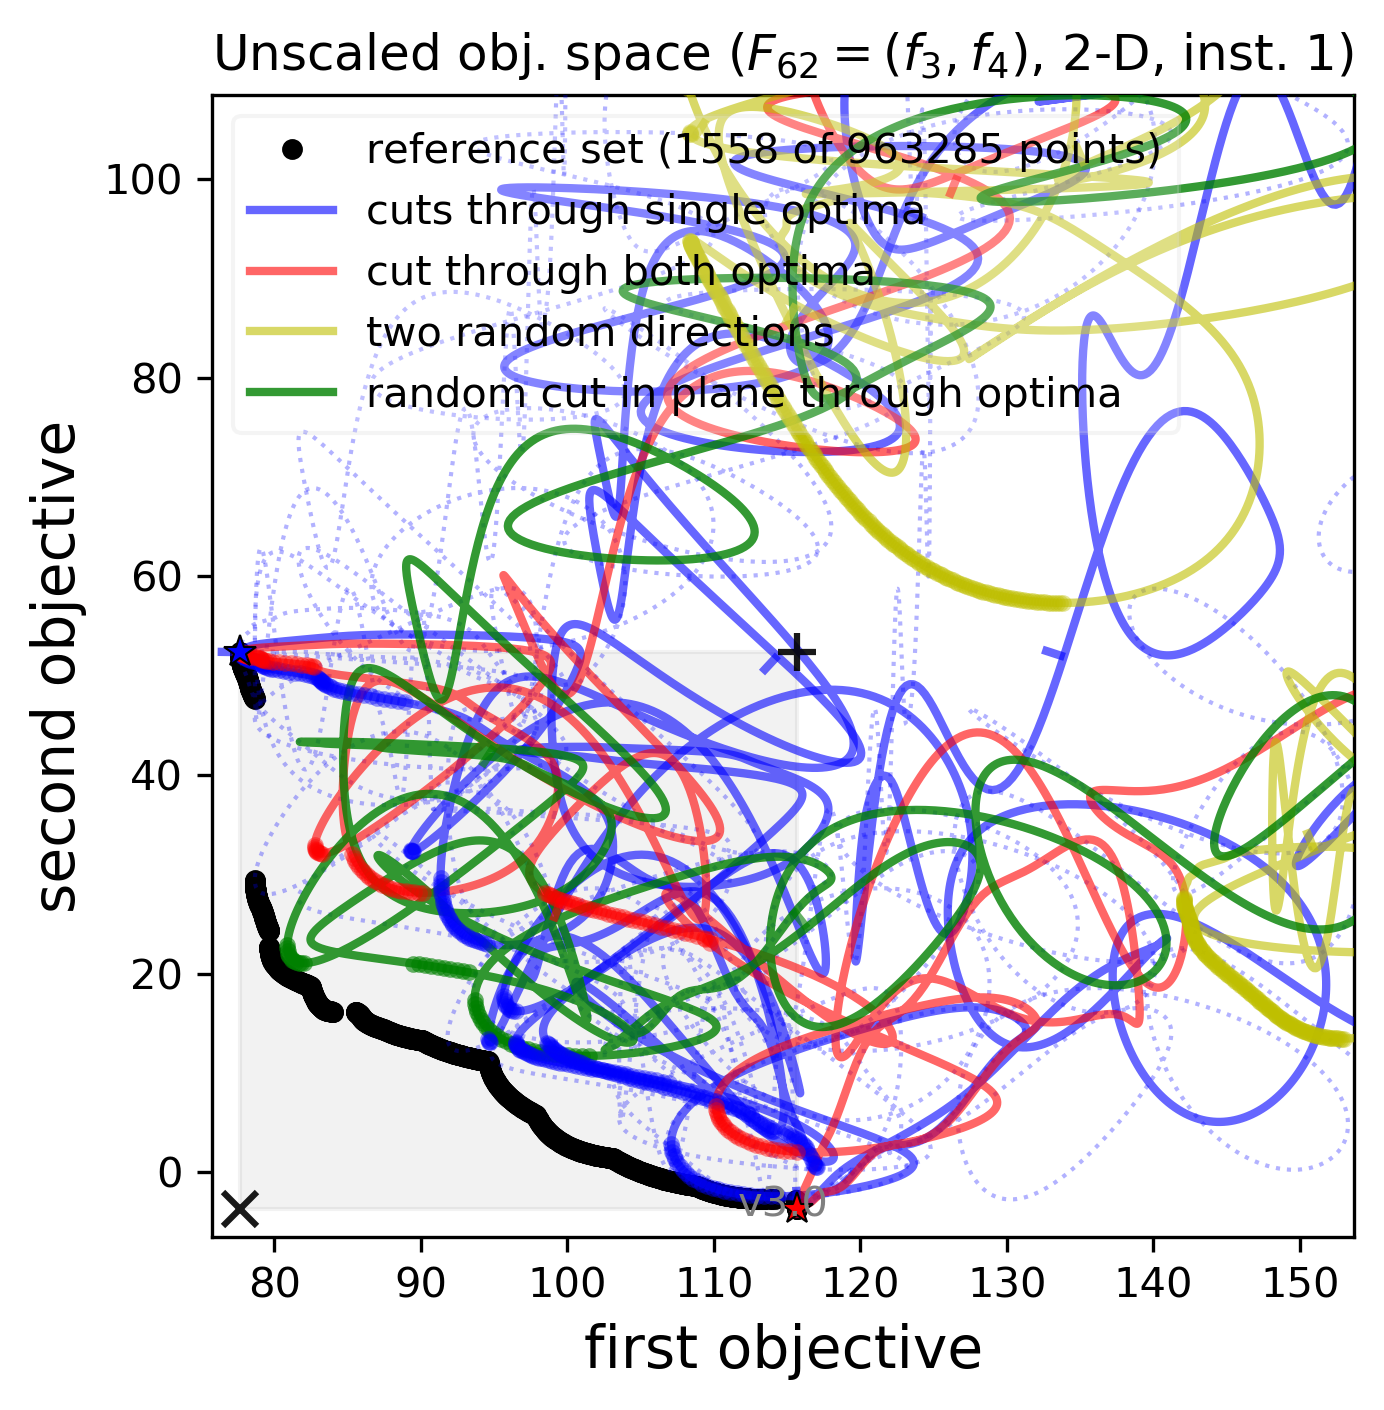 Unscaled obj. space (F62 = (f3, f4), 2-D, inst. 1)
reference set (1558 of 963285 points)
cuts through single optima
cut through both optima
two random directions
random cut in plane through optima
second objective
100
80
60
40
20
0
v3.0
80 90 100 110 120 130 140 150
first objective